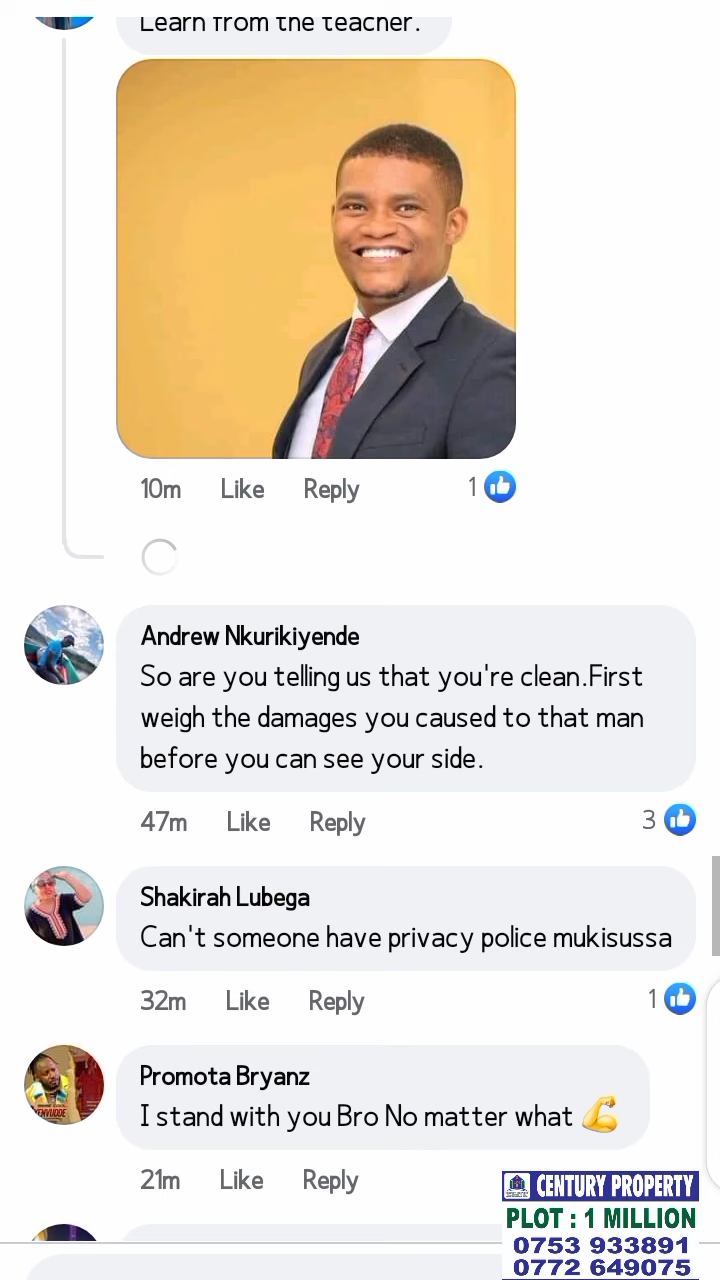 Learn from the teacher.
10m Like Reply 1
Andrew Nkurikiyende
So are you telling us that you're clean.First
weigh the damages you caused to that man
before you can see your side.
47m Like Reply 3
Shakirah Lubega
Can't someone have privacy police mukisussa
32m Like Reply 1
Promota Bryanz
I stand with you Bro No matter what 💪
21m Like Reply
CENTURY PROPERTY
PLOT : 1 MILLION
0753 933891
0772 649075